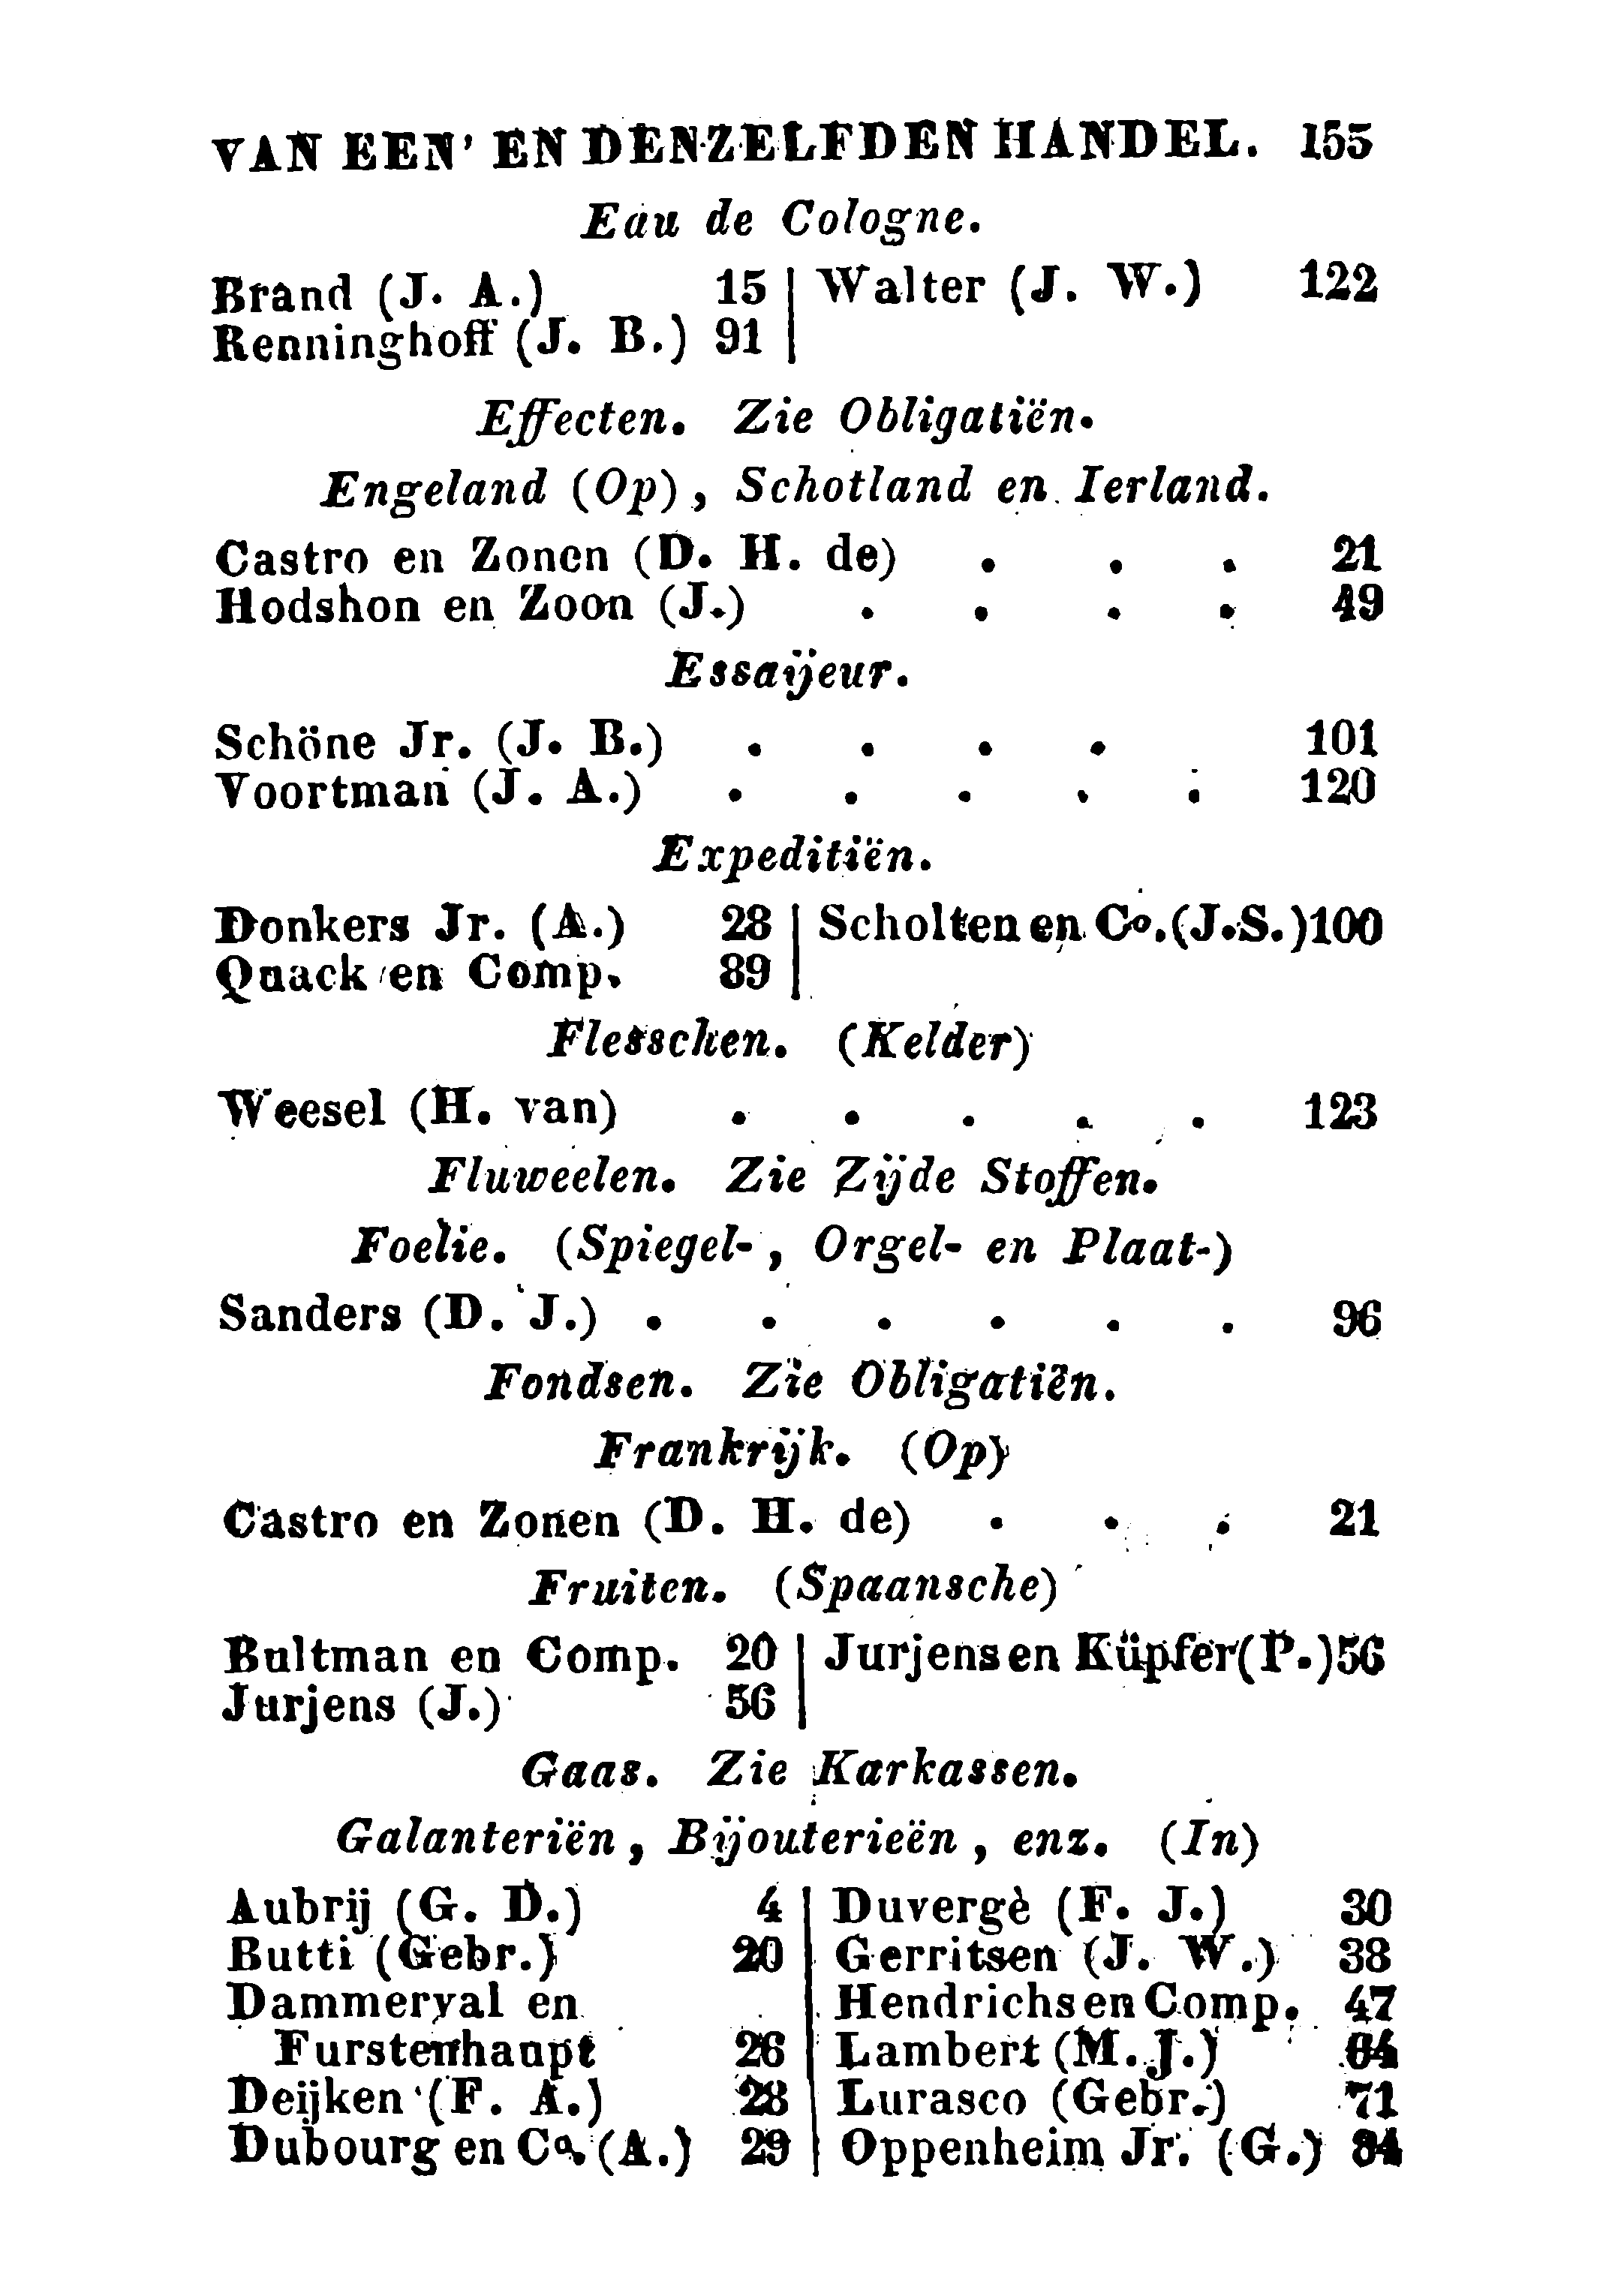 VAN EEN' EN DENZELFDEN HANDEL. 155
Eau de Cologne.
Brand (J. A.) 15
Renninghoff (J. B.) 91
Walter (J. W.) 122
Effecten. Zie Obligatiën.
Engeland (Op), Schotland en Ierland.
Castro en Zonen (D. H. de) . . . 21
Hodshon en Zoon (J.) . . . . 49
Essaÿeur.
Schöne Jr. (J. B.) . . . . 101
Voortman (J. A.) . . . . . 120
Expeditiën.
Donkers Jr. (A.) 28
Quack en Comp. 89
Scholten en Co. (J. S.) 100
Flesschen. (Kelder)
Weesel (H. van) . . . . . 123
Fluweelen. Zie Zÿde Stoffen.
Foelie. (Spiegel-, Orgel- en Plaat-)
Sanders (D. J.) . . . . . . 96
Fondsen. Zie Obligatiën.
Frankrÿk. (Op)
Castro en Zonen (D. H. de) . . . 21
Fruiten. (Spaansche)
Bultman en Comp. 20
Jurjens (J.) 56
Jurjens en Küpfer (P.) 56
Gaas. Zie Karkassen.
Galanteriën, Bÿouterieën, enz. (In)
Aubrij (G. D.) 4
Butti (Gebr.) 20
Dammeryal en
Furstenhaupt 26
Deijken (F. A.) 28
Dubourg en Co. (A.) 29
Duvergè (F. J.) 30
Gerritsen (J. W.) 38
Hendrichs en Comp. 47
Lambert (M. J.) 64
Lurasco (Gebr.) 71
Oppenheim Jr. (G.) 84